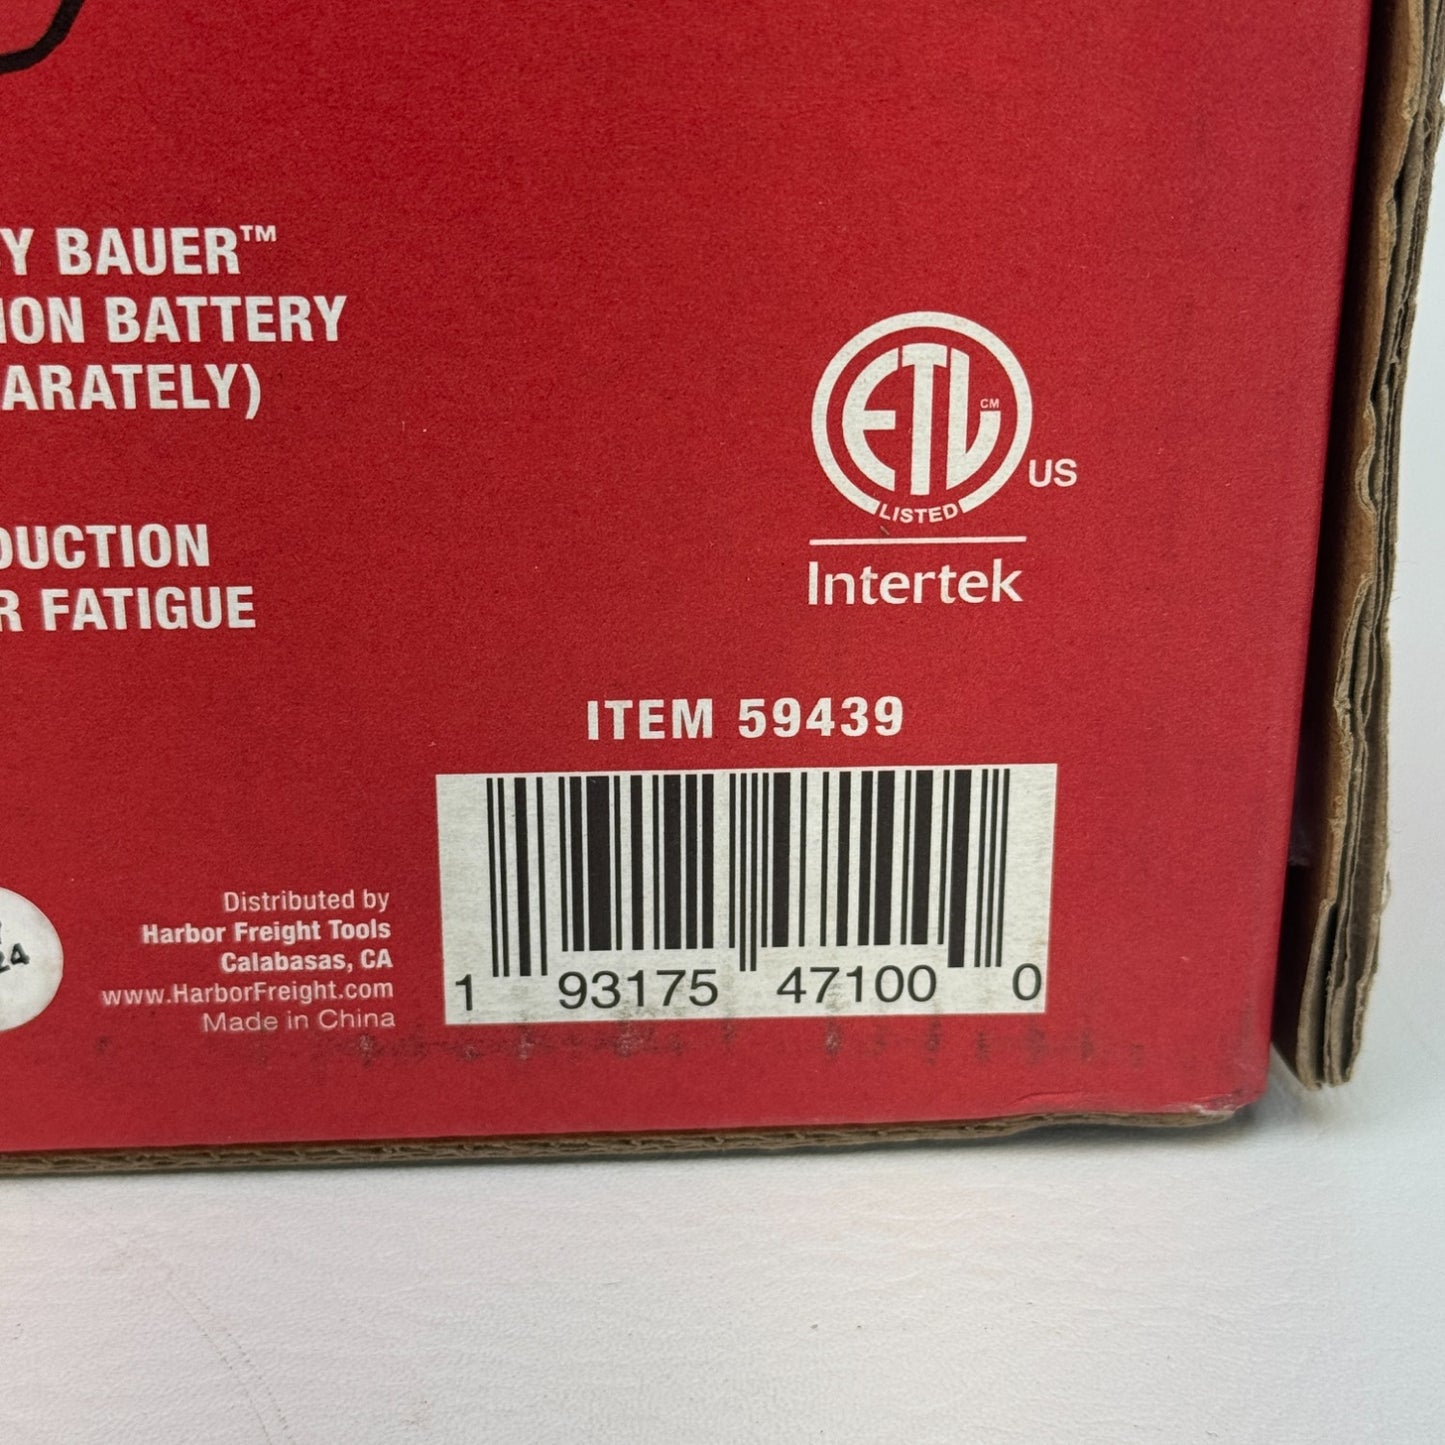 Y BAUER™
ION BATTERY
ARATELY)
DUCTION
R FATIGUE
ETL CM
LISTED
US
Intertek
ITEM 59439
Distributed by
Harbor Freight Tools
Calabasas, CA
www.HarborFreight.com
Made in China
24
1 93175 47100 0